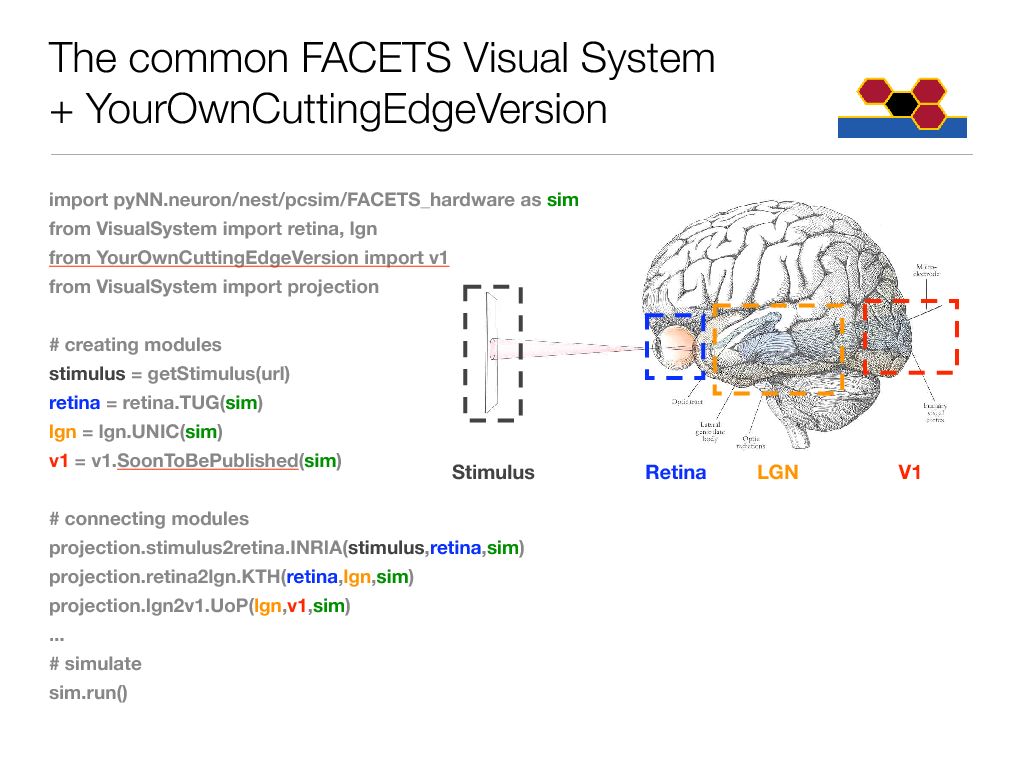 The common FACETS Visual System
+ YourOwnCuttingEdgeVersion
import pyNN.neuron/nest/pcsim/FACETS_hardware as sim
from VisualSystem import retina, lgn
from YourOwnCuttingEdgeVersion import v1
from VisualSystem import projection
# creating modules
stimulus = getStimulus(url)
retina = retina.TUG(sim)
lgn = lgn.UNIC(sim)
v1 = v1.SoonToBePublished(sim)
# connecting modules
projection.stimulus2retina.INRIA(stimulus,retina,sim)
projection.retina2lgn.KTH(retina,lgn,sim)
projection.lgn2v1.UoP(lgn,v1,sim)
...
# simulate
sim.run()
Micro-
electrode
Optic tract
Lateral
geniculate
body
Optic
radiations
Primary
visual
cortex
Stimulus
Retina
LGN
V1